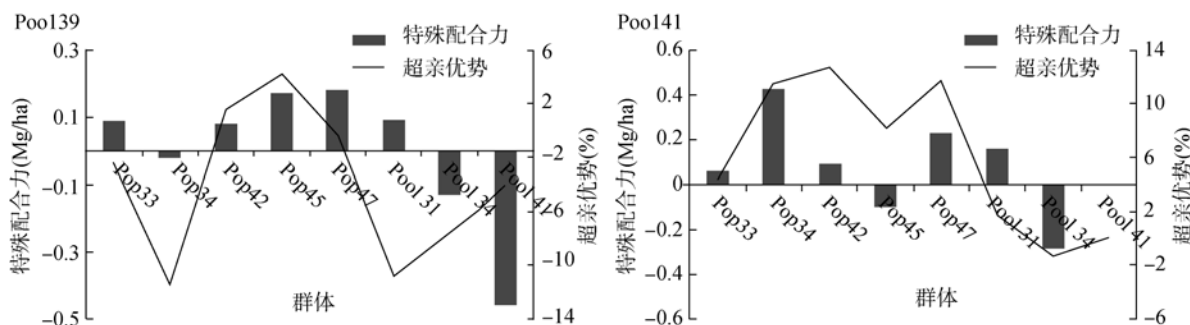 Poo139
特殊配合力
超亲优势
特殊配合力(Mg/ha)
0.3
0.1
-0.1
-0.3
-0.5
6
2
-2
-6
-10
-14
超亲优势(%)
Pop33
Pop34
Pop42
Pop45
Pop47
Pool31
Pool 34
Pool 41
群体
Poo141
特殊配合力
超亲优势
特殊配合力(Mg/ha)
0.6
0.4
0.2
0
-0.2
-0.4
-0.6
14
10
6
2
-2
-6
超亲优势(%)
Pop33
Pop34
Pop42
Pop45
Pop47
Pool 31
Pool 34
Pool 41
群体